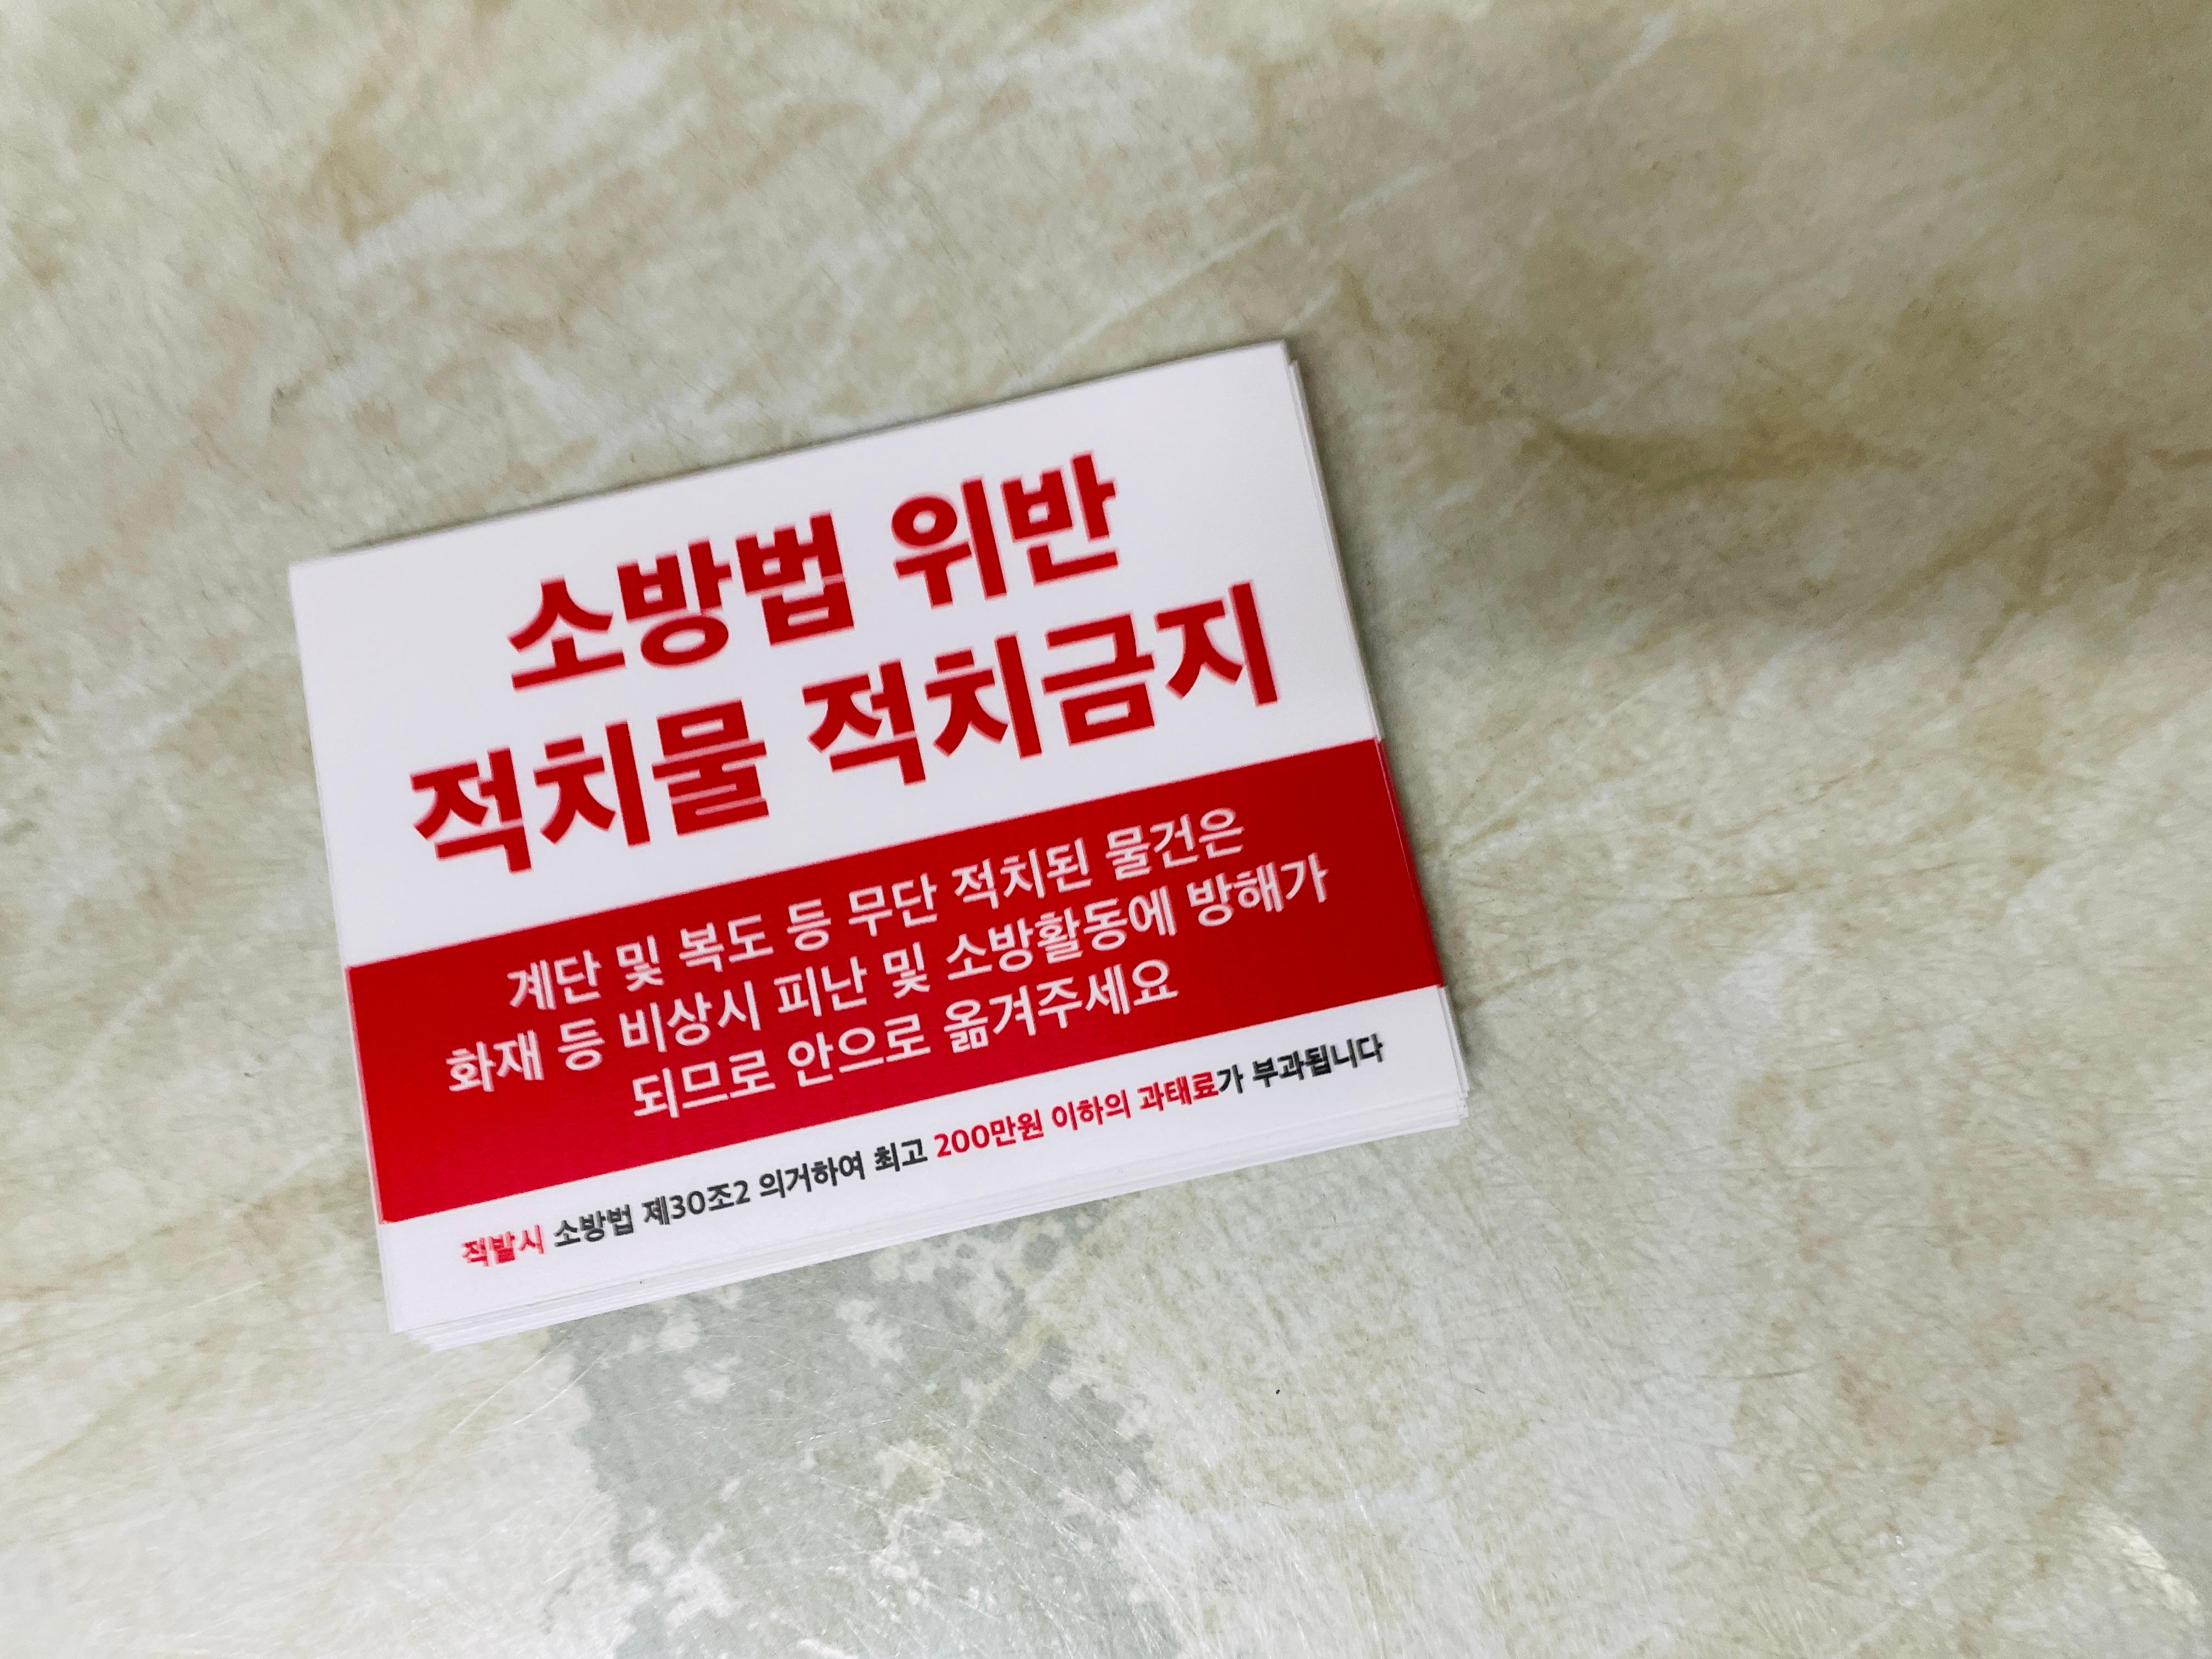 소방법 위반
적치물 적치금지
계단 및 복도 등 무단 적치된 물건은
화재 등 비상시 피난 및 소방활동에 방해가
되므로 안으로 옮겨주세요
적발시 소방법 제30조2 의거하여 최고 200만원 이하의 과태료가 부과됩니다